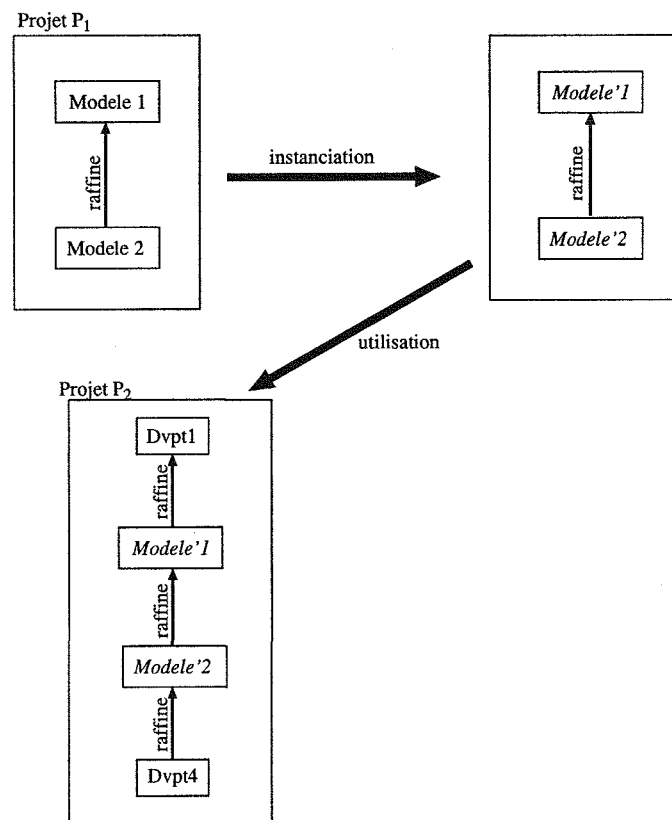 Projet P1
Modele 1
raffine
Modele 2
instanciation
Modele'1
raffine
Modele'2
utilisation
Projet P2
Dvpt1
raffine
Modele'1
raffine
Modele'2
raffine
Dvpt4